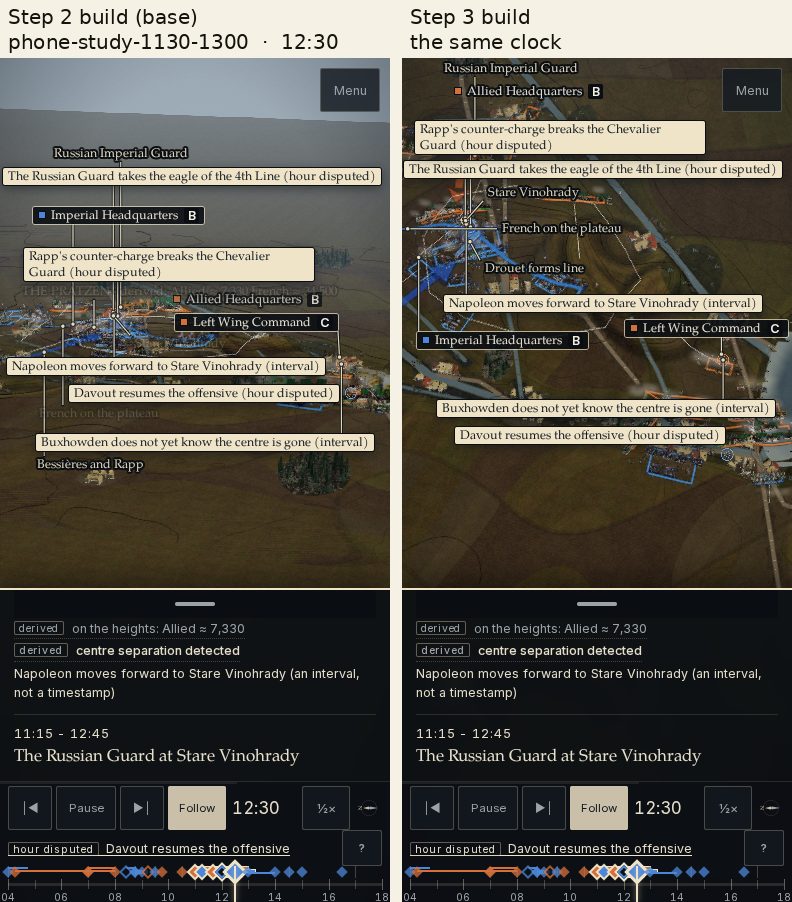 Step 2 build (base)
phone-study-1130-1300 · 12:30
Menu
Russian Imperial Guard
The Russian Guard takes the eagle of the 4th Line (hour disputed)
Imperial Headquarters B
Rapp's counter-charge breaks the Chevalier
Guard (hour disputed)
Allied Headquarters B
Left Wing Command C
Napoleon moves forward to Stare Vinohrady (interval)
Davout resumes the offensive (hour disputed)
French on the plateau
Buxhowden does not yet know the centre is gone (interval)
Bessières and Rapp
derived on the heights: Allied ≈ 7,330
derived centre separation detected
Napoleon moves forward to Stare Vinohrady (an interval,
not a timestamp)
11:15 - 12:45
The Russian Guard at Stare Vinohrady
Pause
Follow
12:30
½×
hour disputed Davout resumes the offensive
?
04 06 08 10 12 14 16 18
Step 3 build
the same clock
Russian Imperial Guard
Menu
Allied Headquarters B
Rapp's counter-charge breaks the Chevalier
Guard (hour disputed)
The Russian Guard takes the eagle of the 4th Line (hour disputed)
Stare Vinohrady
French on the plateau
Drouet forms line
Napoleon moves forward to Stare Vinohrady (interval)
Left Wing Command C
Imperial Headquarters B
Buxhowden does not yet know the centre is gone (interval)
Davout resumes the offensive (hour disputed)
derived on the heights: Allied ≈ 7,330
derived centre separation detected
Napoleon moves forward to Stare Vinohrady (an interval,
not a timestamp)
11:15 - 12:45
The Russian Guard at Stare Vinohrady
Pause
Follow
12:30
½×
hour disputed Davout resumes the offensive
?
04 06 08 10 12 14 16 18